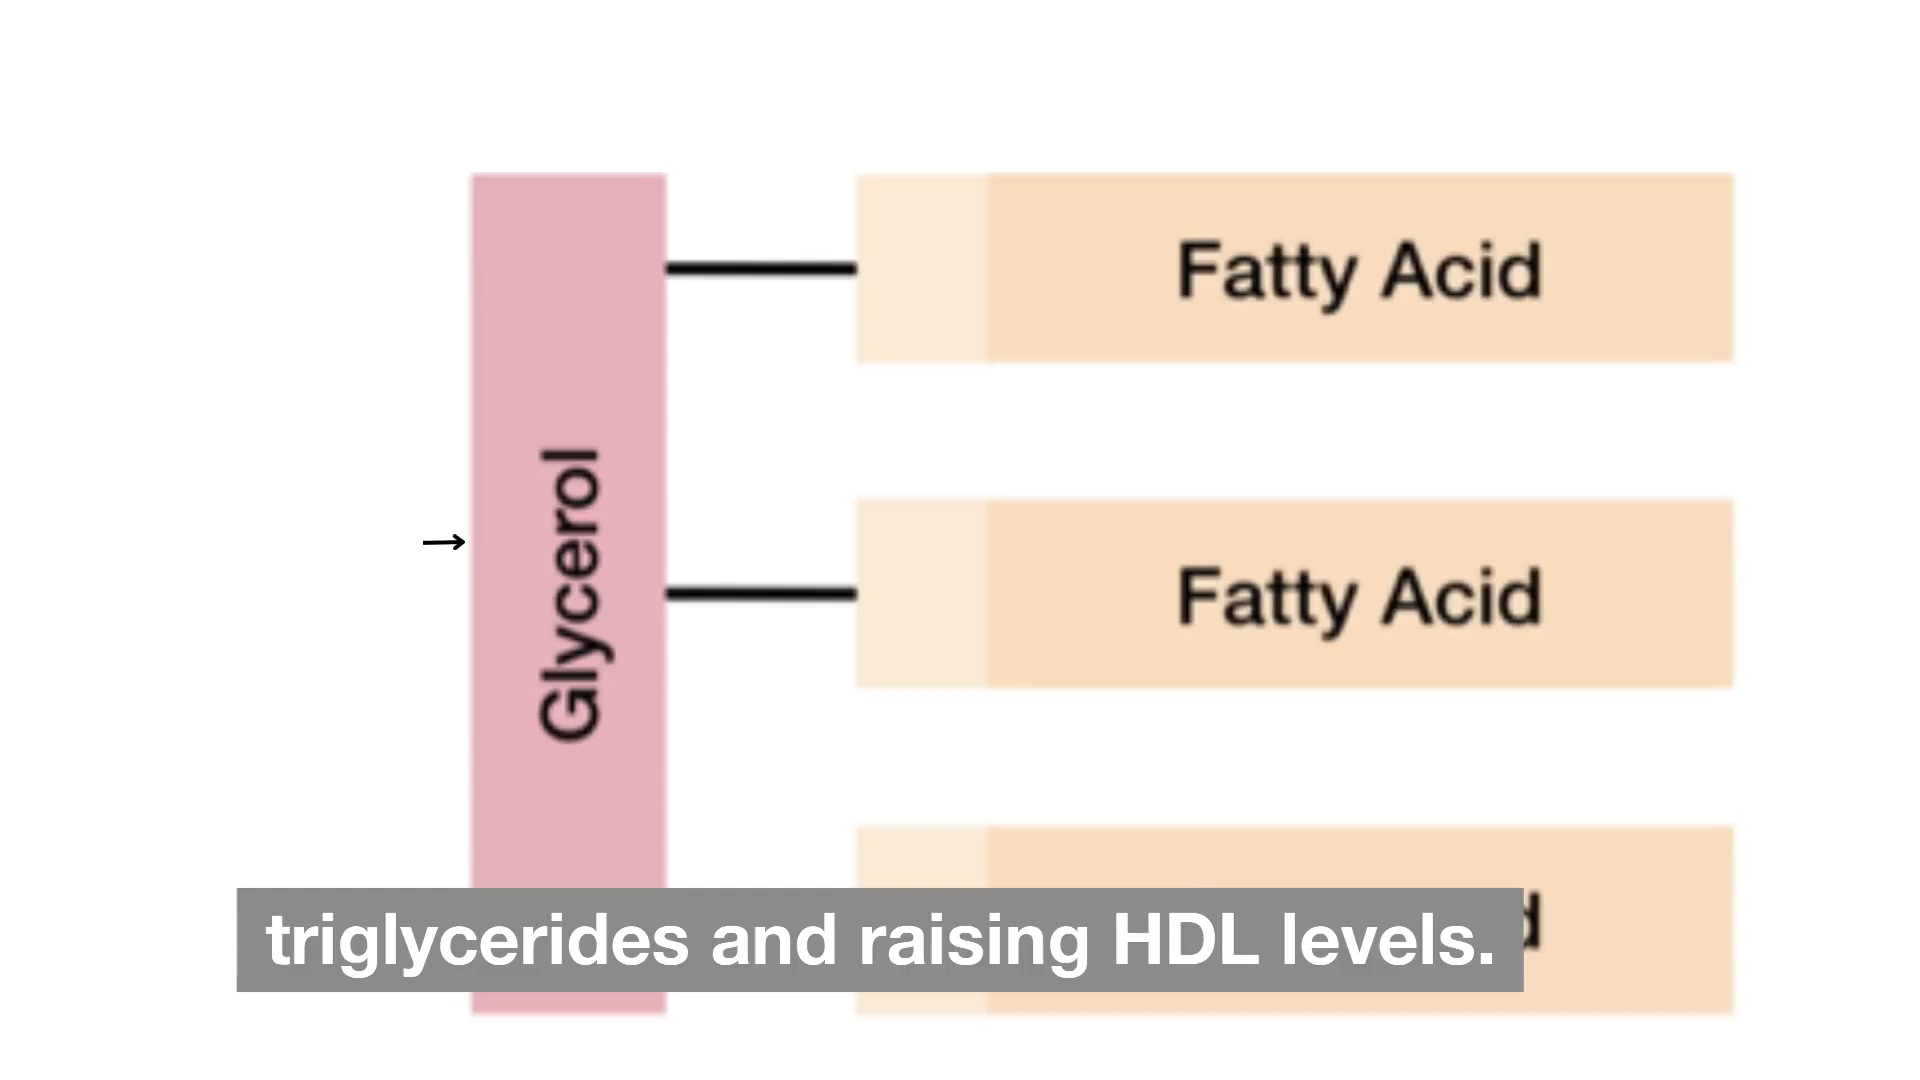 Fatty Acid
Glycerol
Fatty Acid
triglycerides and raising HDL levels.